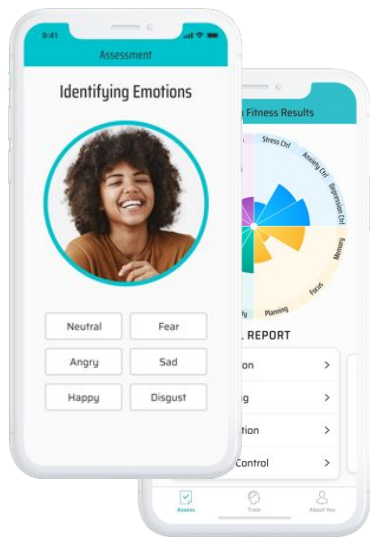 9:41
Assessment
Identifying Emotions
Neutral
Fear
Angry
Sad
Happy
Disgust
Fitness Results
Stress Ctrl
Anxiety Ctrl
Depression Ctrl
Memory
Focus
Planning
REPORT
Control
Assess
Train
About You